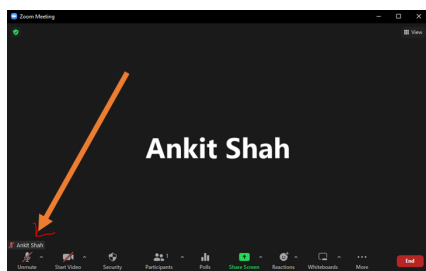 Zoom Meeting
View
Ankit Shah
Ankit Shah
Unmute Start Video Security Participants 1 Polls Share Screen Reactions Whiteboards More End